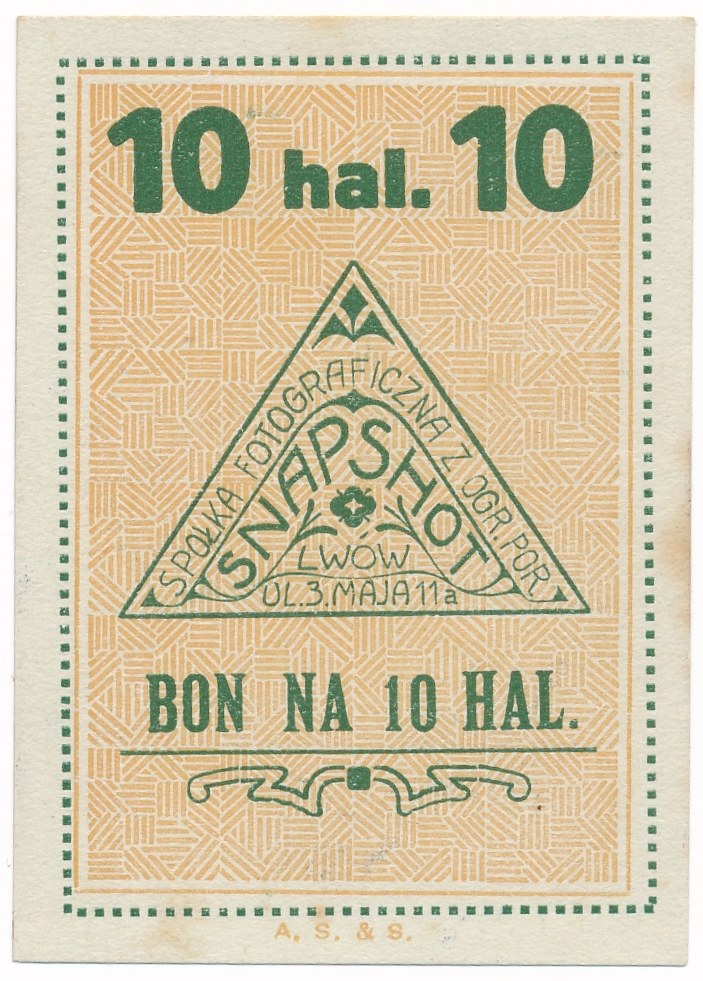 10 hal. 10
SPÓŁKA FOTOGRAFICZNA Z OGR. POR.
SNAPSHOT
LWÓW
UL. 3. MAJA 11a
BON NA 10 HAL.
A. S. & S.